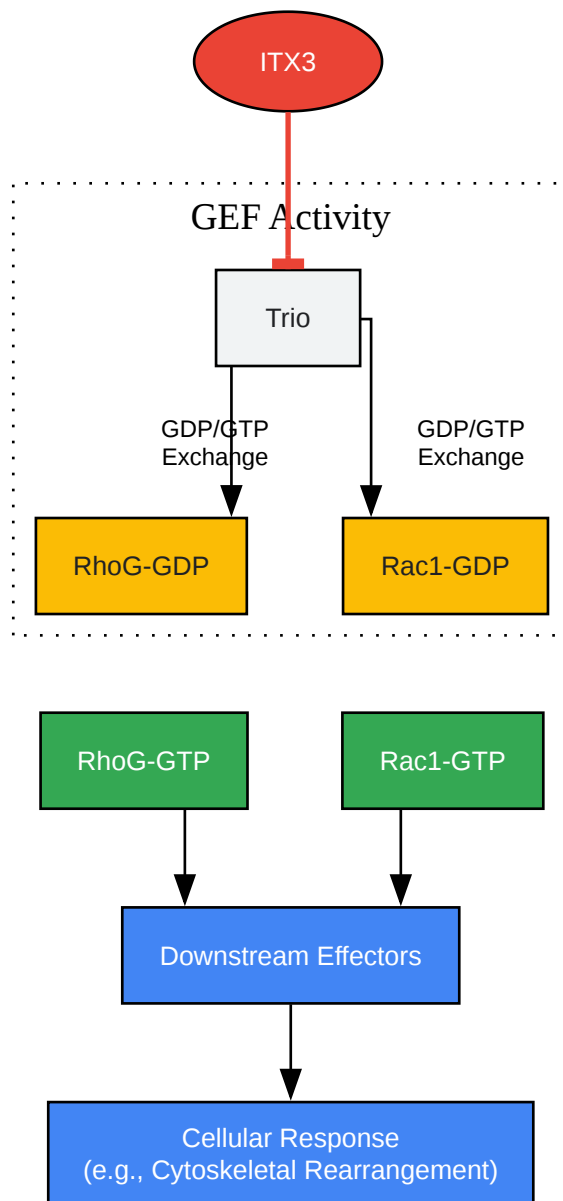 ITX3
GEF Activity
Trio
GDP/GTP
Exchange
GDP/GTP
Exchange
RhoG-GDP
Rac1-GDP
RhoG-GTP
Rac1-GTP
Downstream Effectors
Cellular Response
(e.g., Cytoskeletal Rearrangement)